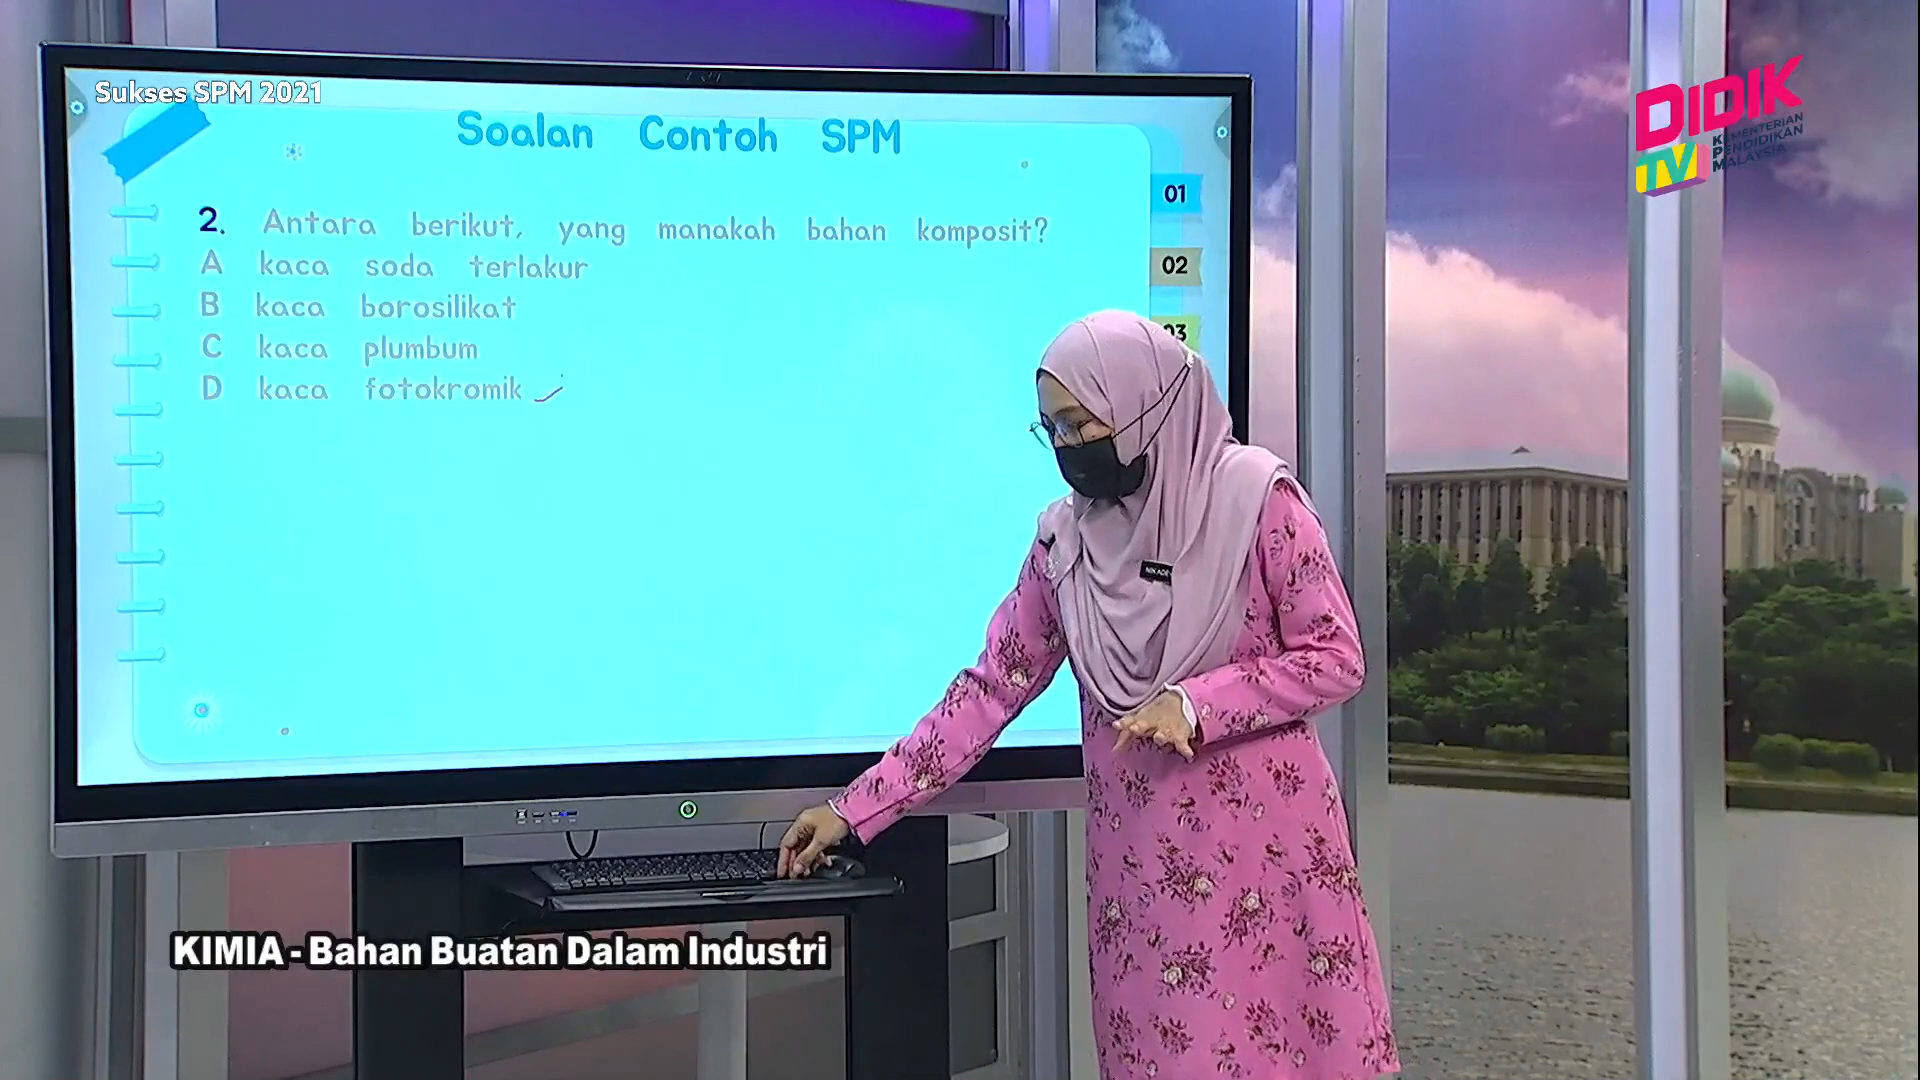 Sukses SPM 2021
Soalan Contoh SPM
2. Antara berikut, yang manakah bahan komposit?
A kaca soda terlakur
B kaca borosilikat
C kaca plumbum
D kaca fotokromik
01
02
03
DIDIK
TV
KEMENTERIAN
PENDIDIKAN
MALAYSIA
KIMIA - Bahan Buatan Dalam Industri